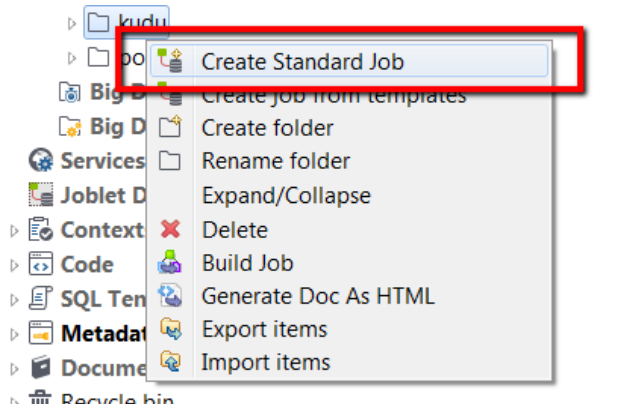 kudu
Create Standard Job
Big D
Create Job from templates
Big D
Create folder
Services
Rename folder
Joblet D
Expand/Collapse
Context
Delete
Code
Build Job
SQL Ten
Generate Doc As HTML
Metadat
Export items
Docume
Import items
Recycle bin